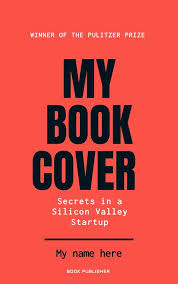 WINNER OF THE PULITZER PRIZE
MY
BOOK
COVER
Secrets in a
Silicon Valley
Startup
My name here
BOOK PUBLISHER